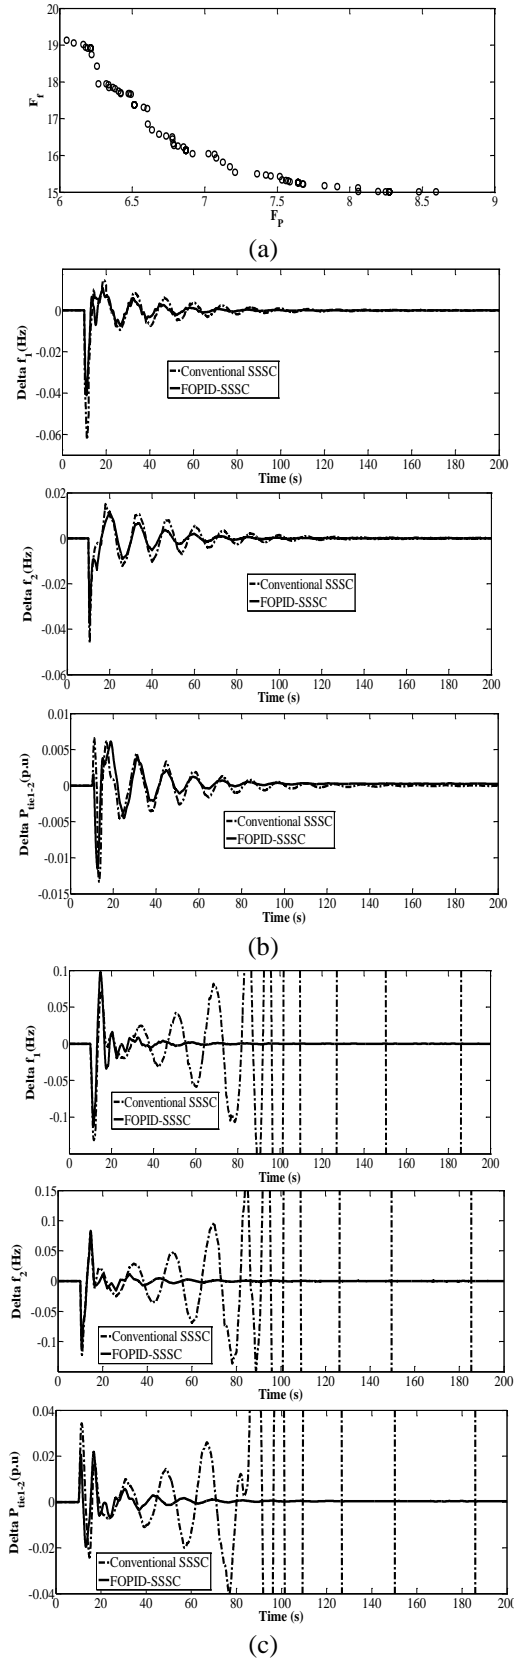 20
19
18
17
16
15
F_f
6 6.5 7 7.5 8 8.5 9
F_P
(a)
0
-0.02
-0.04
-0.06
Delta f_1(Hz)
Conventional SSSC
FOPID-SSSC
0 20 40 60 80 100 120 140 160 180 200
Time (s)
0.02
0
-0.02
-0.04
-0.06
Delta f_2(Hz)
Conventional SSSC
FOPID-SSSC
0 20 40 60 80 100 120 140 160 180 200
Time (s)
0.01
0.005
0
-0.005
-0.01
-0.015
Delta P_tie1-2(p.u)
Conventional SSSC
FOPID-SSSC
0 20 40 60 80 100 120 140 160 180 200
Time (s)
(b)
0.1
0.05
0
-0.05
-0.1
Delta f_1(Hz)
Conventional SSSC
FOPID-SSSC
0 20 40 60 80 100 120 140 160 180 200
Time (s)
0.15
0.1
0.05
0
-0.05
-0.1
Delta f_2(Hz)
Conventional SSSC
FOPID-SSSC
0 20 40 60 80 100 120 140 160 180 200
Time (s)
0.04
0.02
0
-0.02
-0.04
Delta P_tie1-2(p.u)
Conventional SSSC
FOPID-SSSC
0 20 40 60 80 100 120 140 160 180 200
Time (s)
(c)